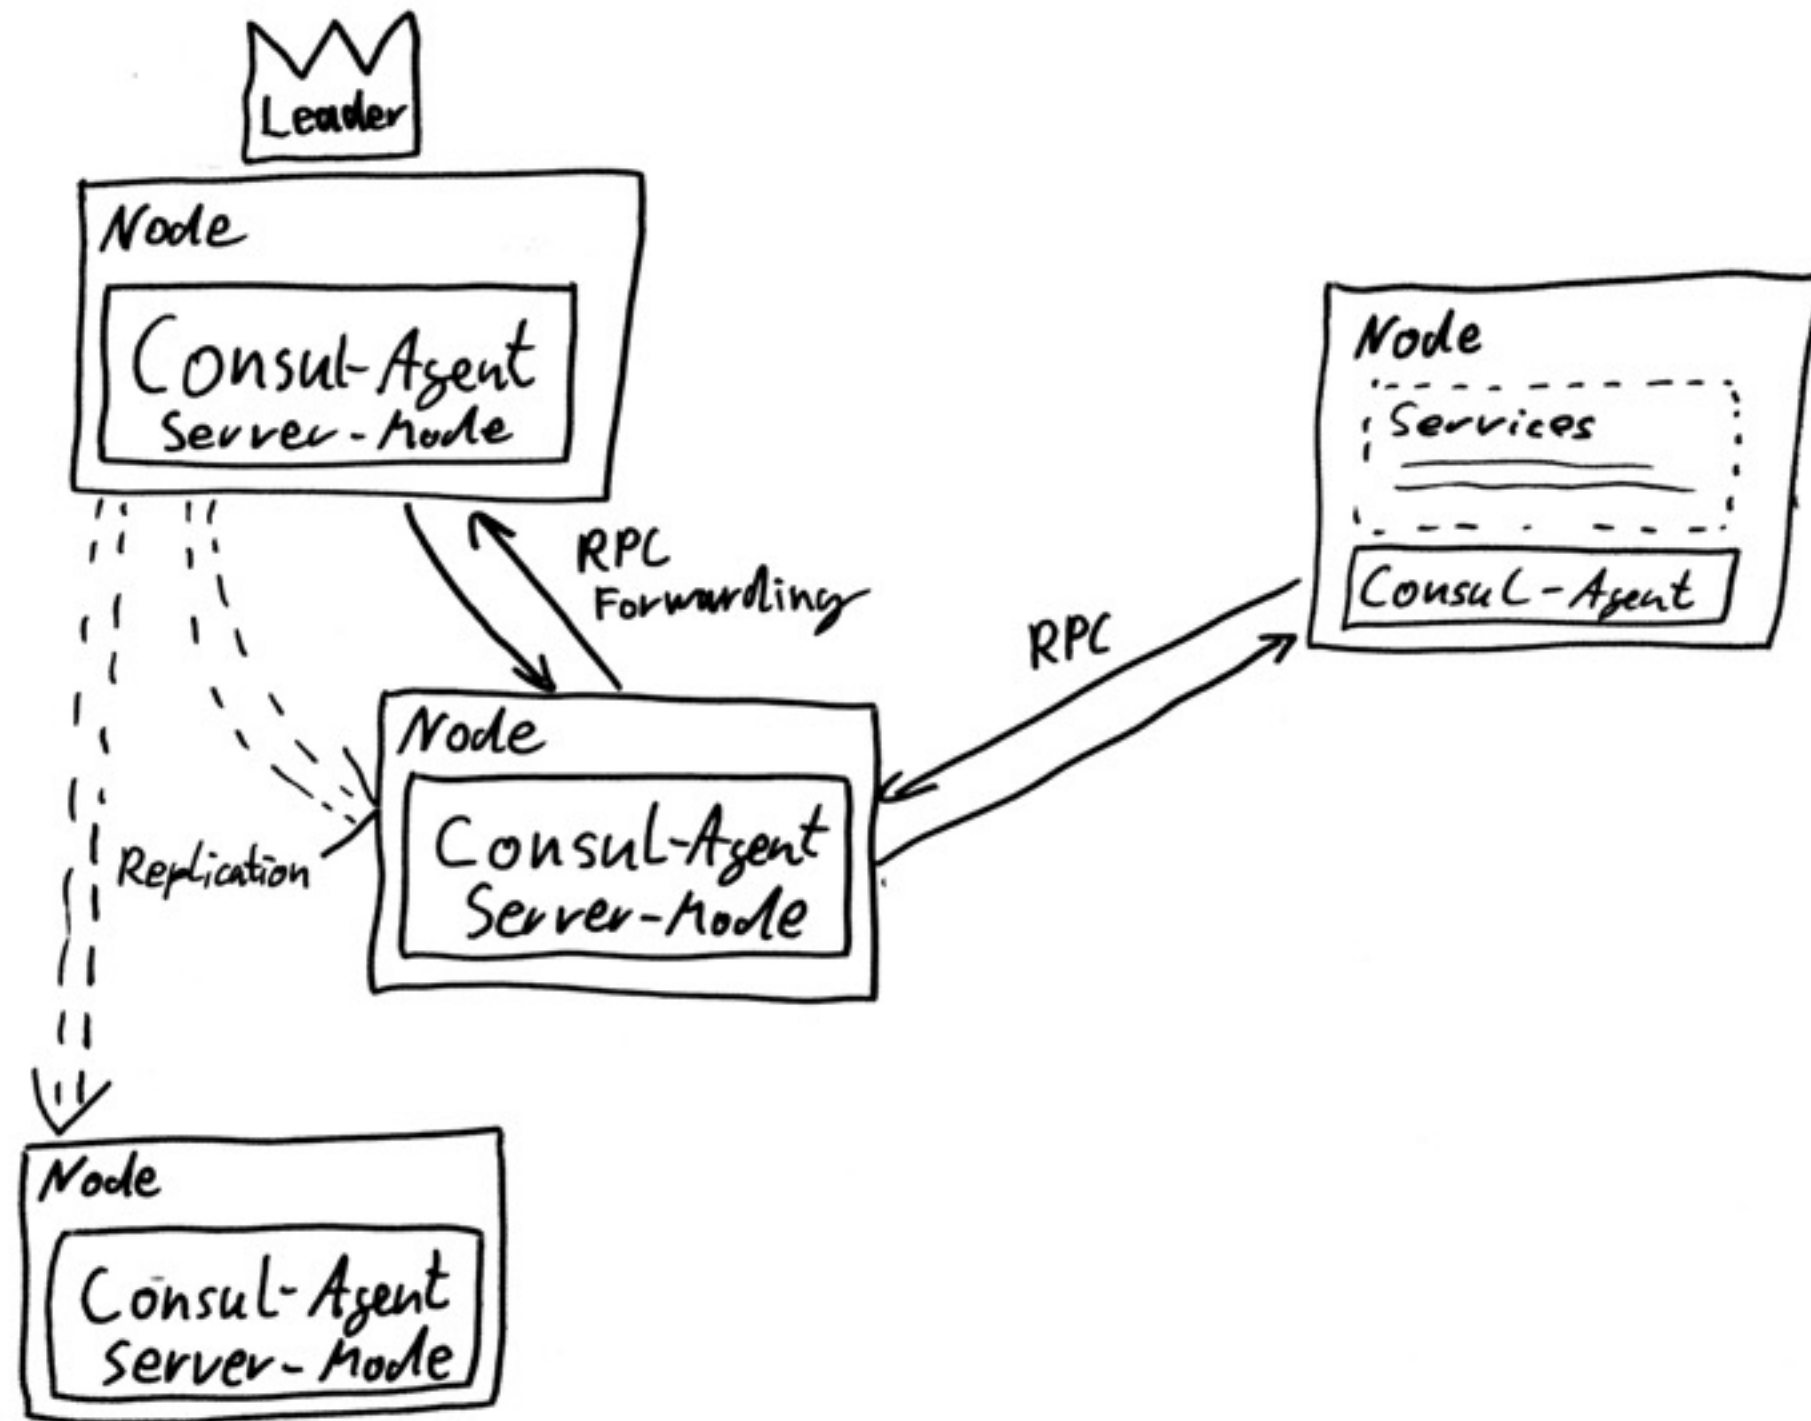 Leader
Node
Consul-Agent
Server-Mode
Node
Services
Consul-Agent
RPC
Forwarding
RPC
Node
Consul-Agent
Server-Mode
Replication
Node
Consul-Agent
Server-Mode